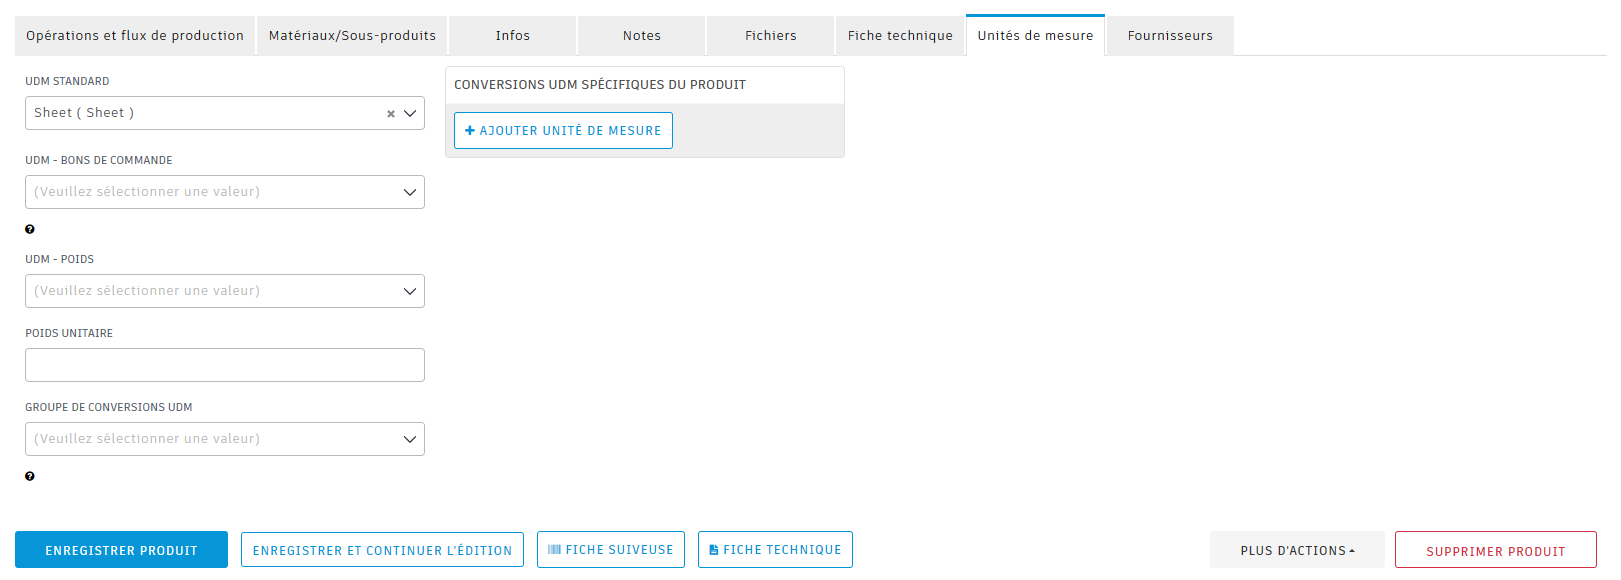 Opérations et flux de production
Matériaux/Sous-produits
Infos
Notes
Fichiers
Fiche technique
Unités de mesure
Fournisseurs
UDM STANDARD
Sheet ( Sheet )
UDM - BONS DE COMMANDE
(Veuillez sélectionner une valeur)
UDM - POIDS
(Veuillez sélectionner une valeur)
POIDS UNITAIRE
GROUPE DE CONVERSIONS UDM
(Veuillez sélectionner une valeur)
CONVERSIONS UDM SPÉCIFIQUES DU PRODUIT
AJOUTER UNITÉ DE MESURE
ENREGISTRER PRODUIT
ENREGISTRER ET CONTINUER L'ÉDITION
FICHE SUIVEUSE
FICHE TECHNIQUE
PLUS D'ACTIONS
SUPPRIMER PRODUIT